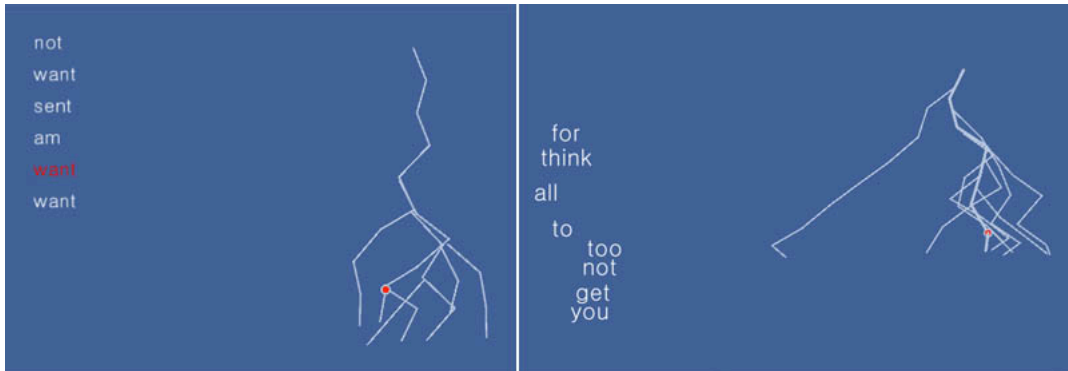 not
want
sent
am
want
want
for
think
all
to
too
not
get
you